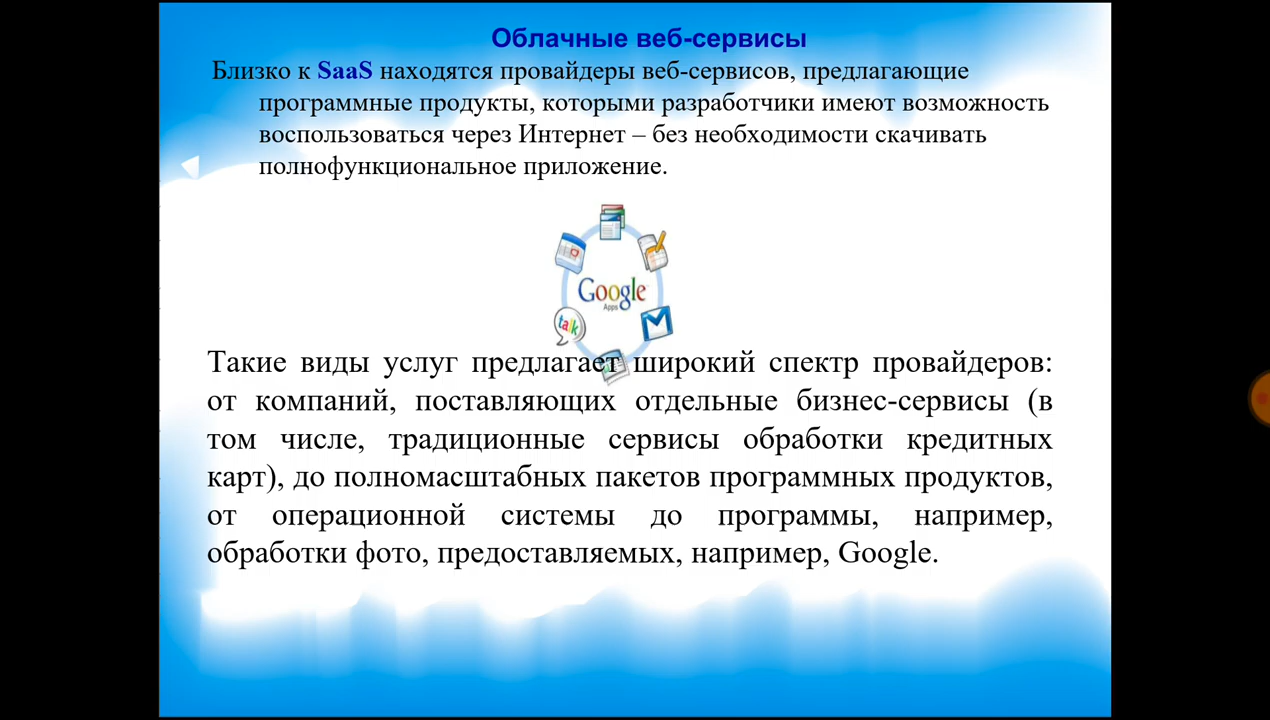 Облачные веб-сервисы
Близко к SaaS находятся провайдеры веб-сервисов, предлагающие
программные продукты, которыми разработчики имеют возможность
воспользоваться через Интернет – без необходимости скачивать
полнофункциональное приложение.
Google
Apps
talk
Такие виды услуг предлагает широкий спектр провайдеров:
от компаний, поставляющих отдельные бизнес-сервисы (в
том числе, традиционные сервисы обработки кредитных
карт), до полномасштабных пакетов программных продуктов,
от операционной системы до программы, например,
обработки фото, предоставляемых, например, Google.